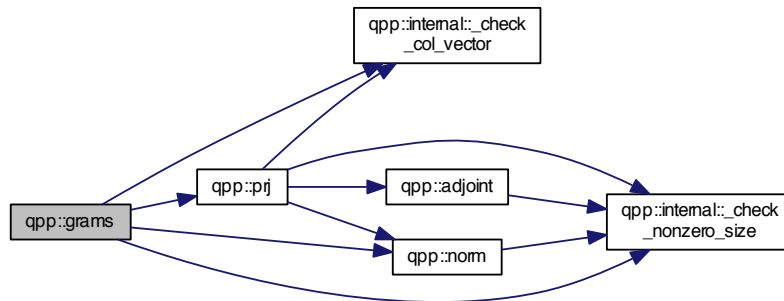 qpp::internal::_check
_col_vector
qpp::prj
qpp::adjoint
qpp::grams
qpp::internal::_check
_nonzero_size
qpp::norm